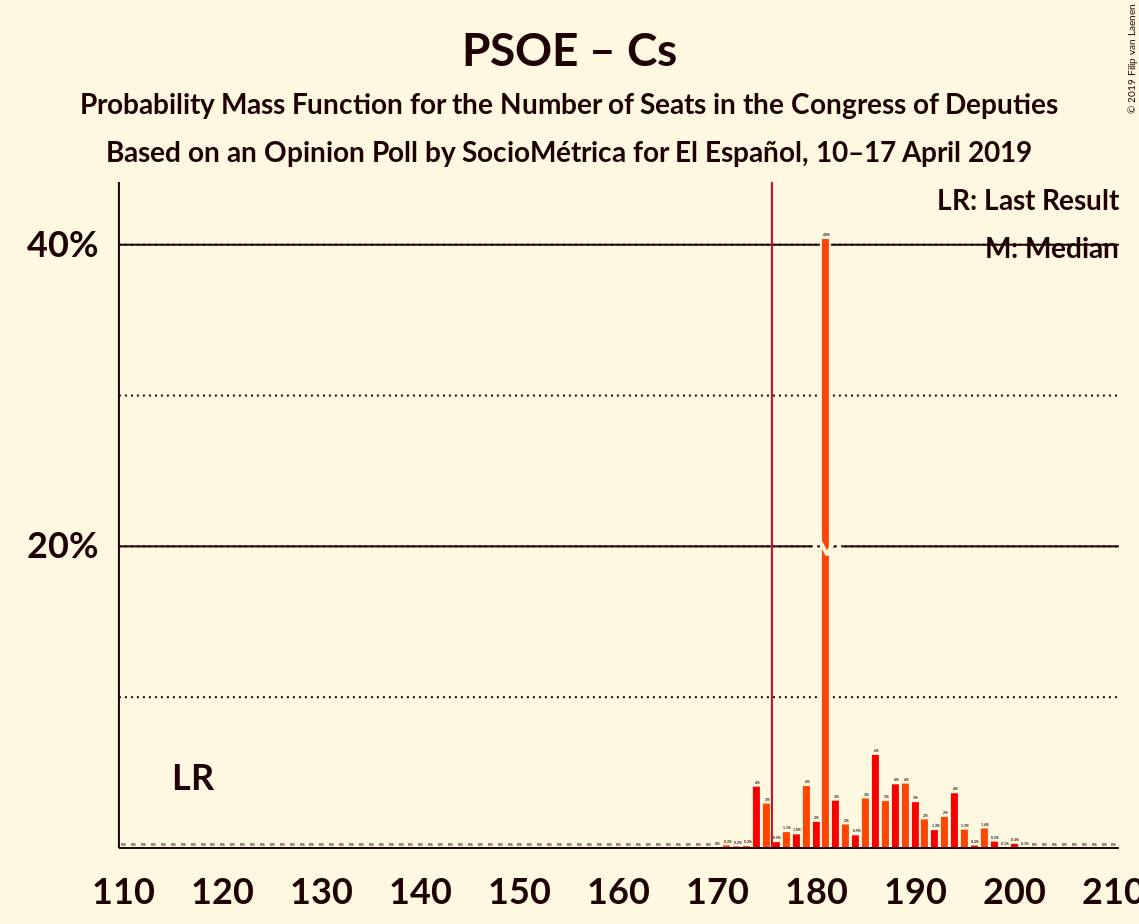 PSOE – Cs
Probability Mass Function for the Number of Seats in the Congress of Deputies
Based on an Opinion Poll by SocioMétrica for El Español, 10–17 April 2019
© 2019 Filip van Laenen
LR: Last Result
M: Median
40%
20%
LR
M
110 120 130 140 150 160 170 180 190 200 210